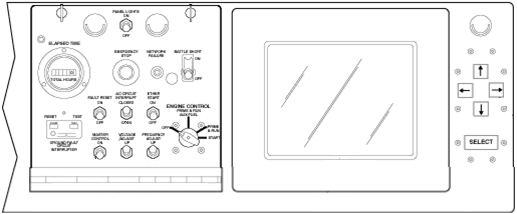 PANEL LIGHTS
ON
OFF
ELAPSED TIME
TOTAL HOURS
EMERGENCY
STOP
NETWORK
FAILURE
BATTLE SHORT
ON
OFF
FAULT RESET
ON
OFF
A/C CIRCUIT
INTERRUPT
CLOSED
OPEN
ETHER
START
ON
OFF
ENGINE CONTROL
PRIME & RUN
AUX FUEL
OFF
PRIME
& RUN
START
RESET
TEST
GROUND FAULT
CIRCUIT
INTERRUPTER
MASTER
CONTROL
ON
VOLTAGE
ADJUST
UP
FREQUENCY
ADJUST
UP
SELECT